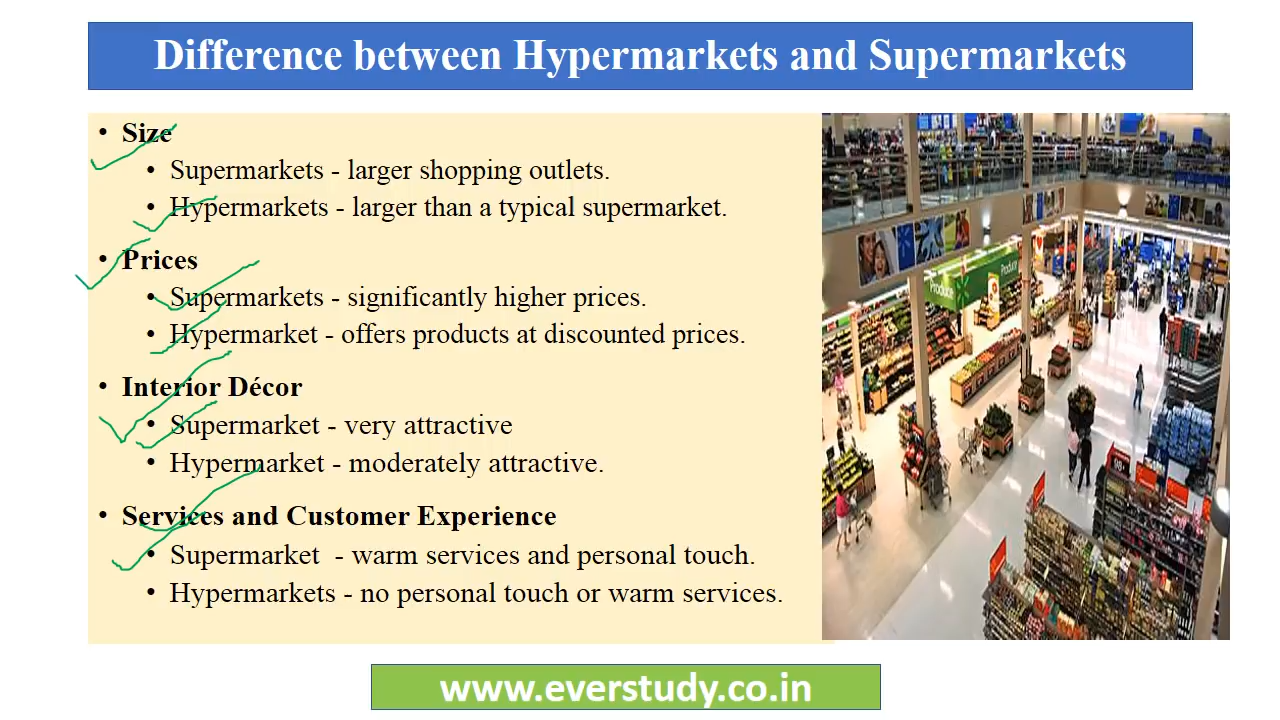 Difference between Hypermarkets and Supermarkets
• Size
• Supermarkets - larger shopping outlets.
• Hypermarkets - larger than a typical supermarket.
• Prices
• Supermarkets - significantly higher prices.
• Hypermarket - offers products at discounted prices.
• Interior Décor
• Supermarket - very attractive
• Hypermarket - moderately attractive.
• Services and Customer Experience
• Supermarket - warm services and personal touch.
• Hypermarkets - no personal touch or warm services.
Produce
Produce
www.everstudy.co.in